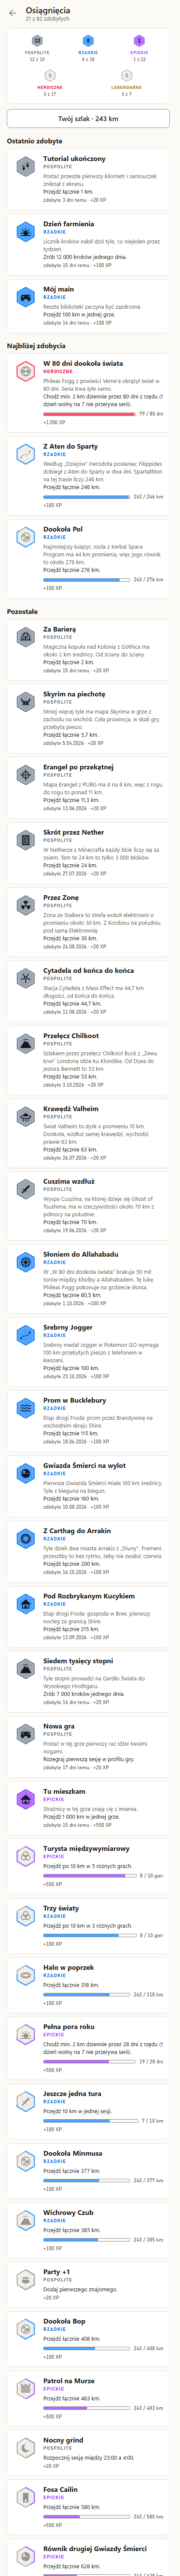 Osiągnięcia
21 z 82 zdobytych
12
POSPOLITE
12 z 18
8
RZADKIE
8 z 18
1
EPICKIE
1 z 22
0
HEROICZNE
0 z 17
0
LEGENDARNE
0 z 7
Twój szlak · 243 km
Ostatnio zdobyte
Tutorial ukończony
POSPOLITE
Postać przeszła pierwszy kilometr i samouczek
zniknął z ekranu.
Przejdź łącznie 1 km.
zdobyte 3 dni temu · +20 XP
Dzień farmienia
RZADKIE
Licznik kroków nabił dziś tyle, co niejeden przez
tydzień.
Zrób 12 000 kroków jednego dnia.
zdobyte 10 dni temu · +100 XP
Mój main
RZADKIE
Reszta biblioteki zaczyna być zazdrosna.
Przejdź 100 km w jednej grze.
zdobyte 14 dni temu · +100 XP
Najbliżej zdobycia
W 80 dni dookoła świata
HEROICZNE
Phileas Fogg z powieści Verne'a okrążył świat w
80 dni. Seria trwa tyle samo.
Chodź min. 2 km dziennie przez 80 dni z rzędu (1
dzień wolny na 7 nie przerywa serii).
79 / 80 dni
+1 200 XP
Z Aten do Sparty
RZADKIE
Według „Dziejów” Herodota posłaniec Filippides
dobiegł z Aten do Sparty w dwa dni. Spartathlon
na tej trasie liczy 246 km.
Przejdź łącznie 246 km.
243 / 246 km
+100 XP
Dookoła Pol
RZADKIE
Najmniejszy księżyc Joola z Kerbal Space
Program ma 44 km promienia, więc jego równik
to około 276 km.
Przejdź łącznie 276 km.
243 / 276 km
+100 XP
Pozostałe
Za Barierą
POSPOLITE
Magiczna kopuła nad Kolonią z Gothica ma
około 2 km średnicy. Od ściany do ściany.
Przejdź łącznie 2 km.
zdobyte 15 dni temu · +20 XP
Skyrim na piechotę
POSPOLITE
Mniej więcej tyle ma mapa Skyrima w grze z
zachodu na wschód. Cała prowincja, w skali gry,
przebyta pieszo.
Przejdź łącznie 5,7 km.
zdobyte 5.06.2026 · +20 XP
Erangel po przekątnej
POSPOLITE
Mapa Erangel z PUBG ma 8 na 8 km, więc z rogu
do rogu to ponad 11 km.
Przejdź łącznie 11,3 km.
zdobyte 13.06.2026 · +20 XP
Skrót przez Nether
POSPOLITE
W Netherze z Minecrafta każdy blok liczy się za
osiem. Tam te 24 km to tylko 3 000 bloków.
Przejdź łącznie 24 km.
zdobyte 27.07.2026 · +20 XP
Przez Zonę
POSPOLITE
Zona ze Stalkera to strefa wokół elektrowni o
promieniu około 30 km. Z Kordonu na południu
pod samą Elektrownię.
Przejdź łącznie 30 km.
zdobyte 24.08.2026 · +20 XP
Cytadela od końca do końca
POSPOLITE
Stacja Cytadela z Mass Effect ma 44,7 km
długości, od końca do końca.
Przejdź łącznie 44,7 km.
zdobyte 11.08.2026 · +20 XP
Przełęcz Chilkoot
POSPOLITE
Szlakiem przez przełęcz Chilkoot Buck z „Zewu
krwi” Londona idzie ku Klondike. Od Dyea do
jeziora Bennett to 53 km.
Przejdź łącznie 53 km.
zdobyte 3.10.2026 · +20 XP
Krawędź Valheim
POSPOLITE
Świat Valheim to dysk o promieniu 10 km.
Dookoła, wzdłuż samej krawędzi, wychodzi
prawie 63 km.
Przejdź łącznie 63 km.
zdobyte 26.07.2026 · +20 XP
Cuszima wzdłuż
POSPOLITE
Wyspa Cuszima, na której dzieje się Ghost of
Tsushima, ma w rzeczywistości około 70 km z
północy na południe.
Przejdź łącznie 70 km.
zdobyte 19.06.2026 · +20 XP
Słoniem do Allahabadu
RZADKIE
W „W 80 dni dookoła świata” brakuje 50 mil
torów między Kholby a Allahabadem. Tę lukę
Phileas Fogg pokonuje na grzbiecie słonia.
Przejdź łącznie 80,5 km.
zdobyte 1.10.2026 · +100 XP
Srebrny Jogger
RZADKIE
Srebrny medal Jogger w Pokémon GO wymaga
100 km przebytych pieszo z telefonem w
kieszeni.
Przejdź łącznie 100 km.
zdobyte 23.10.2026 · +100 XP
Prom w Bucklebury
RZADKIE
Etap drogi Froda: prom przez Brandywinę na
wschodnim skraju Shire.
Przejdź łącznie 115 km.
zdobyte 18.06.2026 · +100 XP
Gwiazda Śmierci na wylot
RZADKIE
Pierwsza Gwiazda Śmierci miała 160 km średnicy.
Tyle z bieguna na biegun.
Przejdź łącznie 160 km.
zdobyte 10.08.2026 · +100 XP
Z Carthag do Arrakin
RZADKIE
Tyle dzieli dwa miasta Arrakis z „Diuny”. Fremeni
przeszliby to bez rytmu, żeby nie zwabić czerwia.
Przejdź łącznie 200 km.
zdobyte 16.10.2026 · +100 XP
Pod Rozbrykanym Kucykiem
RZADKIE
Etap drogi Froda: gospoda w Bree, pierwszy
nocleg za granicą Shire.
Przejdź łącznie 215 km.
zdobyte 13.09.2026 · +100 XP
Siedem tysięcy stopni
POSPOLITE
Tyle stopni prowadzi na Gardło Świata do
Wysokiego Hrothgaru.
Zrób 7 000 kroków jednego dnia.
zdobyte 14 dni temu · +20 XP
Nowa gra
POSPOLITE
Postać w tej grze pierwszy raz idzie twoimi
nogami.
Rozegraj pierwszą sesję w profilu gry.
zdobyte 17 dni temu · +20 XP
Tu mieszkam
EPICKIE
Strażnicy w tej grze znają cię z imienia.
Przejdź 1 000 km w jednej grze.
zdobyte 15 dni temu · +500 XP
Turysta międzywymiarowy
EPICKIE
Przejdź po 10 km w 5 różnych grach.
8 / 10 gier
+500 XP
Trzy światy
RZADKIE
Przejdź po 10 km w 3 różnych grach.
8 / 10 gier
+100 XP
Halo w poprzek
RZADKIE
Przejdź łącznie 318 km.
243 / 318 km
+100 XP
Pełna pora roku
EPICKIE
Chodź min. 2 km dziennie przez 28 dni z rzędu (1
dzień wolny na 7 nie przerywa serii).
19 / 28 dni
+500 XP
Jeszcze jedna tura
RZADKIE
Przejdź 10 km w jednej sesji.
7 / 10 km
+100 XP
Dookoła Minmusa
RZADKIE
Przejdź łącznie 377 km.
243 / 377 km
+100 XP
Wichrowy Czub
RZADKIE
Przejdź łącznie 385 km.
243 / 385 km
+100 XP
Party +1
POSPOLITE
Dodaj pierwszego znajomego.
+20 XP
Dookoła Bop
RZADKIE
Przejdź łącznie 408 km.
243 / 408 km
+100 XP
Patrol na Murze
EPICKIE
Przejdź łącznie 483 km.
243 / 483 km
+500 XP
Nocny grind
POSPOLITE
Rozpocznij sesję między 23:00 a 4:00.
+20 XP
Fosa Cailin
EPICKIE
Przejdź łącznie 580 km.
243 / 580 km
+500 XP
Równik drugiej Gwiazdy Śmierci
RZADKIE
Przejdź łącznie 628 km.